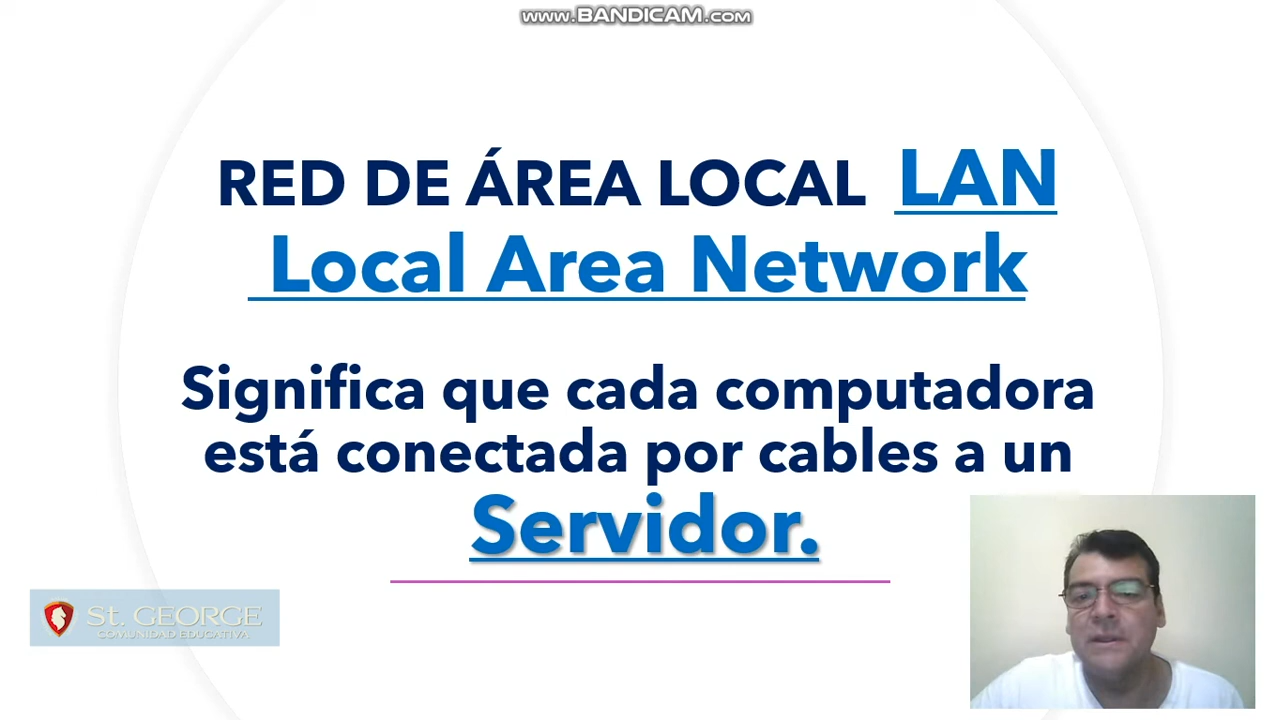 www.BANDICAM.com
RED DE ÁREA LOCAL LAN
Local Area Network
Significa que cada computadora
está conectada por cables a un
Servidor.
St. GEORGE
COMUNIDAD EDUCATIVA